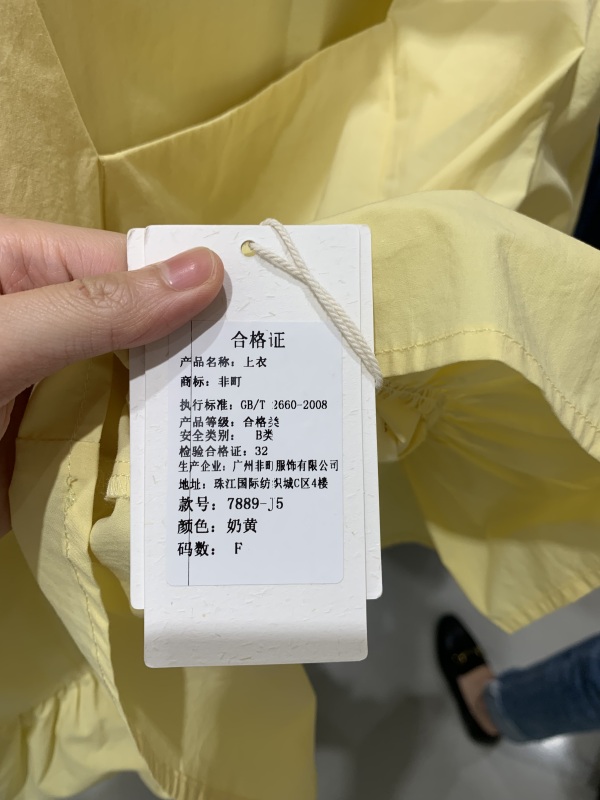 合格证
产品名称：上衣
商标：非町
执行标准：GB/T 2660-2008
产品等级：合格类
安全类别： B类
检验合格证：32
生产企业：广州非町服饰有限公司
地址：珠江国际纺织城C区4楼
款号：7889-J5
颜色：奶黄
码数： F